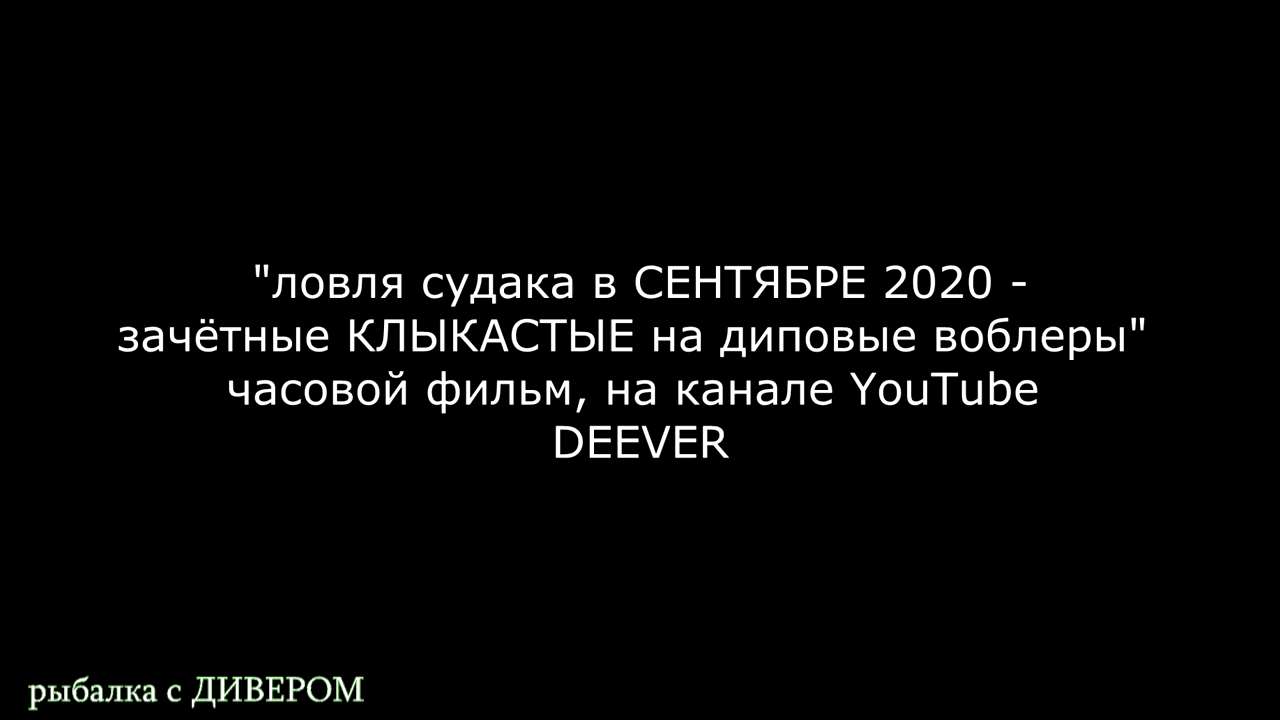 "ловля судака в СЕНТЯБРЕ 2020 -
зачётные КЛЫКАСТЫЕ на диповые воблеры"
часовой фильм, на канале YouTube
DEEVER
рыбалка с ДИВЕРОМ